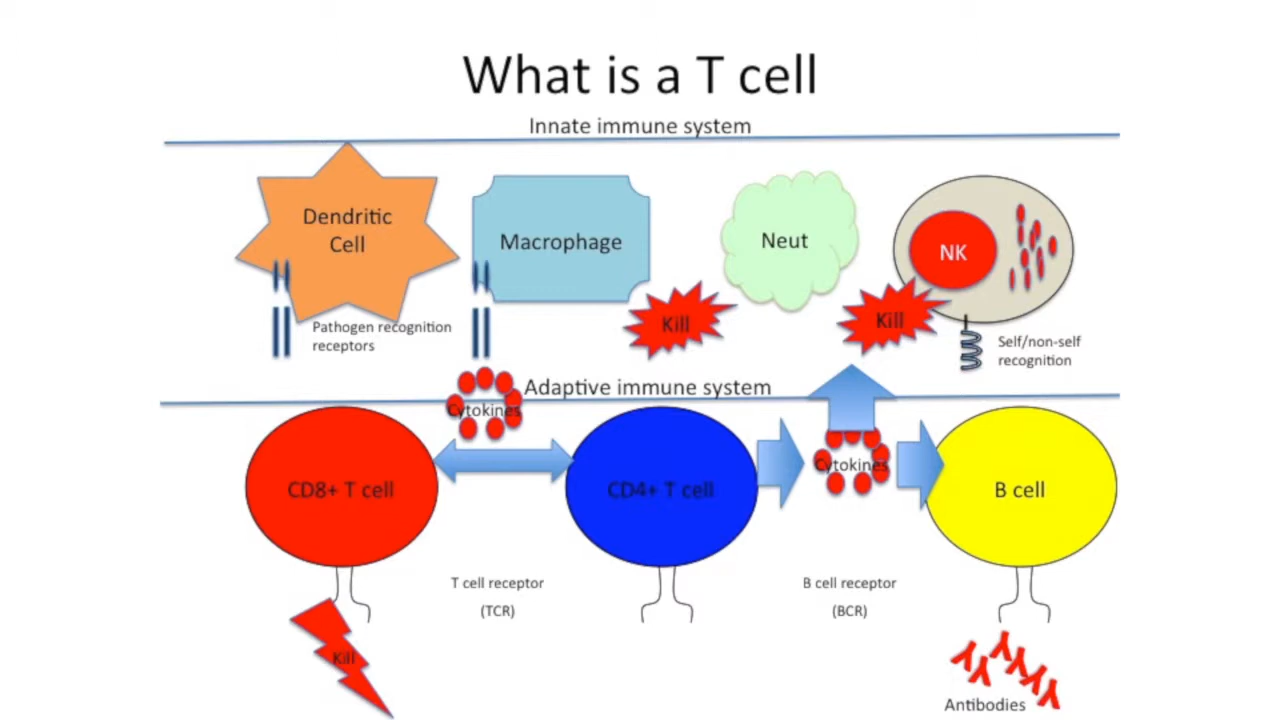 What is a T cell
Innate immune system
Dendritic
Cell
Macrophage
Neut
NK
Kill
Kill
Pathogen recognition
receptors
Self/non-self
recognition
Adaptive immune system
Cytokines
CD8+ T cell
CD4+ T cell
Cytokines
B cell
T cell receptor
(TCR)
B cell receptor
(BCR)
Kill
Antibodies